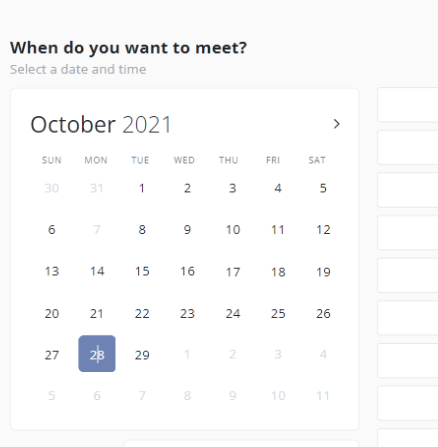 When do you want to meet?
Select a date and time
October 2021
SUN MON TUE WED THU FRI SAT
30 31 1 2 3 4 5
6 7 8 9 10 11 12
13 14 15 16 17 18 19
20 21 22 23 24 25 26
27 28 29 1 2 3 4
5 6 7 8 9 10 11